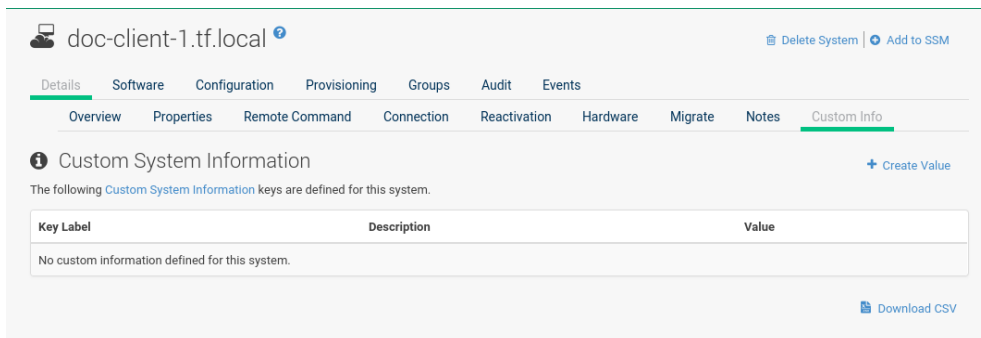 doc-client-1.tf.local ?
Delete System | Add to SSM
Details Software Configuration Provisioning Groups Audit Events
Overview Properties Remote Command Connection Reactivation Hardware Migrate Notes Custom Info
Custom System Information
+ Create Value
The following Custom System Information keys are defined for this system.
Key Label Description Value
No custom information defined for this system.
Download CSV